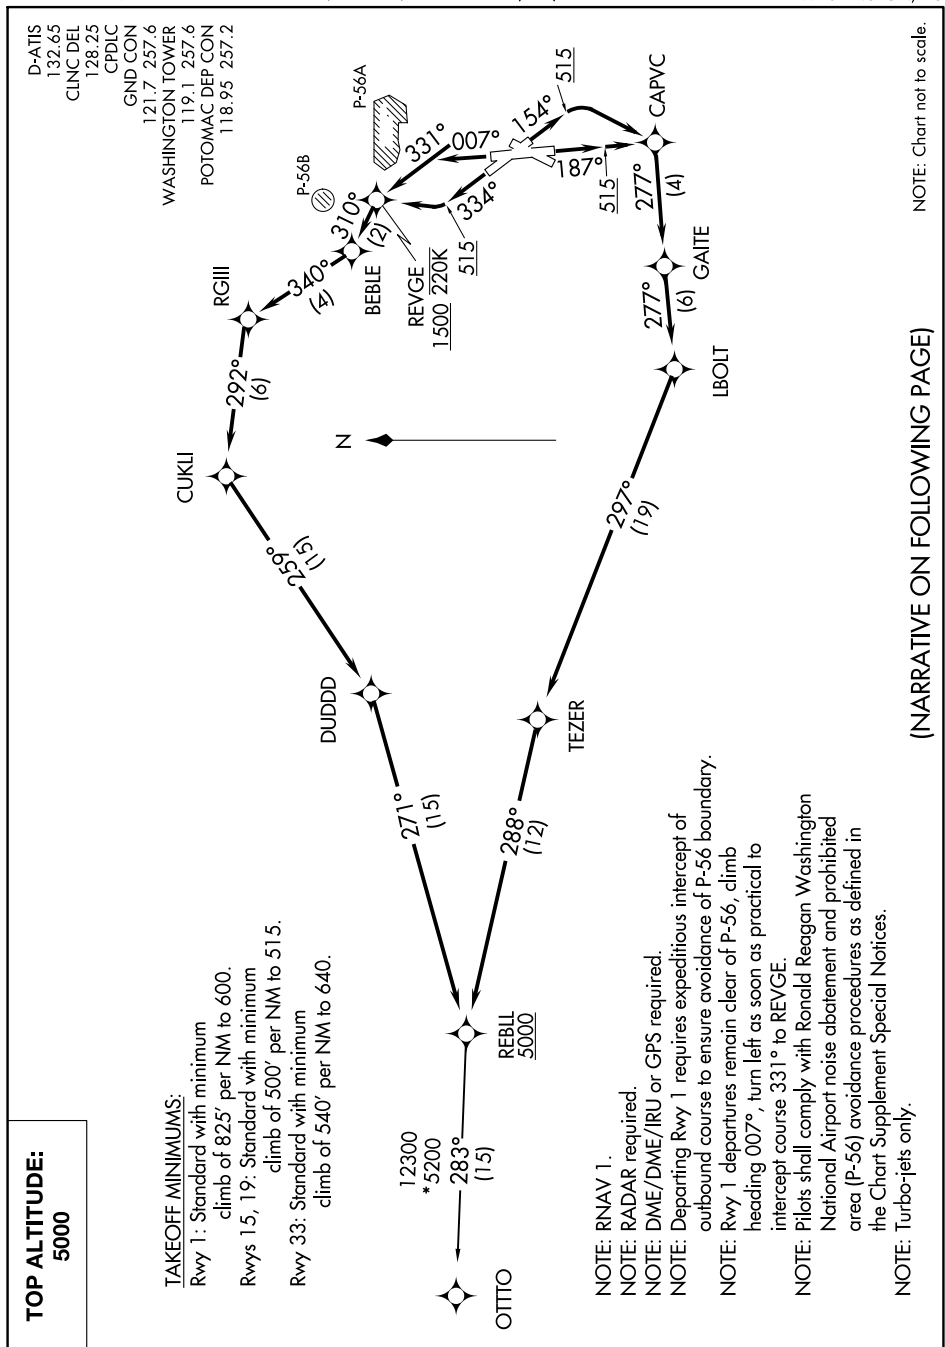 TOP ALTITUDE:
5000
D-ATIS
132.65
CLNC DEL
128.25
CPDLC
GND CON
121.7 257.6
WASHINGTON TOWER
119.1 257.6
POTOMAC DEP CON
118.95 257.2
TAKEOFF MINIMUMS:
Rwy 1: Standard with minimum
climb of 825' per NM to 600.
Rwys 15, 19: Standard with minimum
climb of 500' per NM to 515.
Rwy 33: Standard with minimum
climb of 540' per NM to 640.
CUKLI
292°
(6)
RGIII
340°
(4)
BEBLE
310°
(2)
P-56B
P-56A
331°
007°
REVGE
1500 220K
334°
515
154°
515
187°
515
CAPVC
277°
(4)
GAITE
277°
(6)
LBOLT
297°
(19)
TEZER
288°
(12)
259°
(15)
DUDDD
271°
(15)
N
REBLL
5000
12300
*5200
283°
(15)
OTTTO
NOTE: RNAV 1.
NOTE: RADAR required.
NOTE: DME/DME/IRU or GPS required.
NOTE: Departing Rwy 1 requires expeditious intercept of
outbound course to ensure avoidance of P-56 boundary.
NOTE: Rwy 1 departures remain clear of P-56, climb
heading 007°, turn left as soon as practical to
intercept course 331° to REVGE.
NOTE: Pilots shall comply with Ronald Reagan Washington
National Airport noise abatement and prohibited
area (P-56) avoidance procedures as defined in
the Chart Supplement Special Notices.
NOTE: Turbo-jets only.
NOTE: Chart not to scale.
(NARRATIVE ON FOLLOWING PAGE)